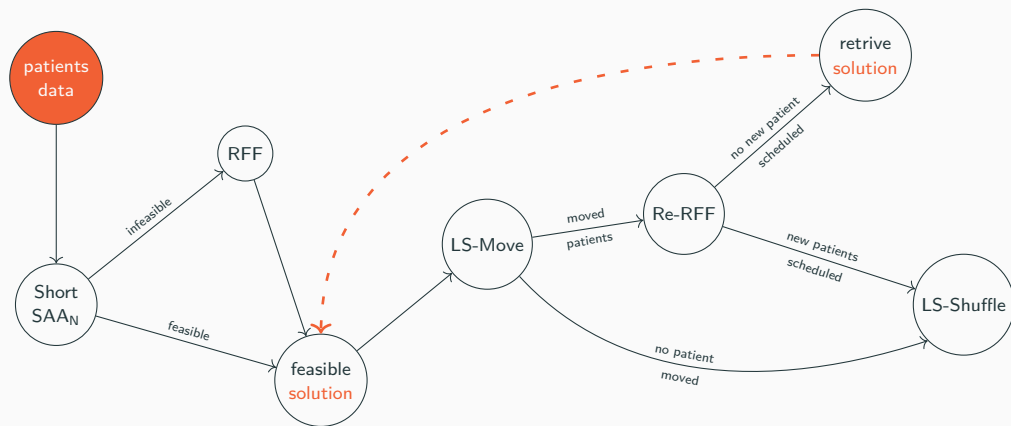 patients
data
RFF
infeasible
Short
SAA_N
feasible
feasible
solution
LS-Move
moved
patients
no patient
moved
Re-RFF
no new patient
scheduled
retrive
solution
new patients
scheduled
LS-Shuffle